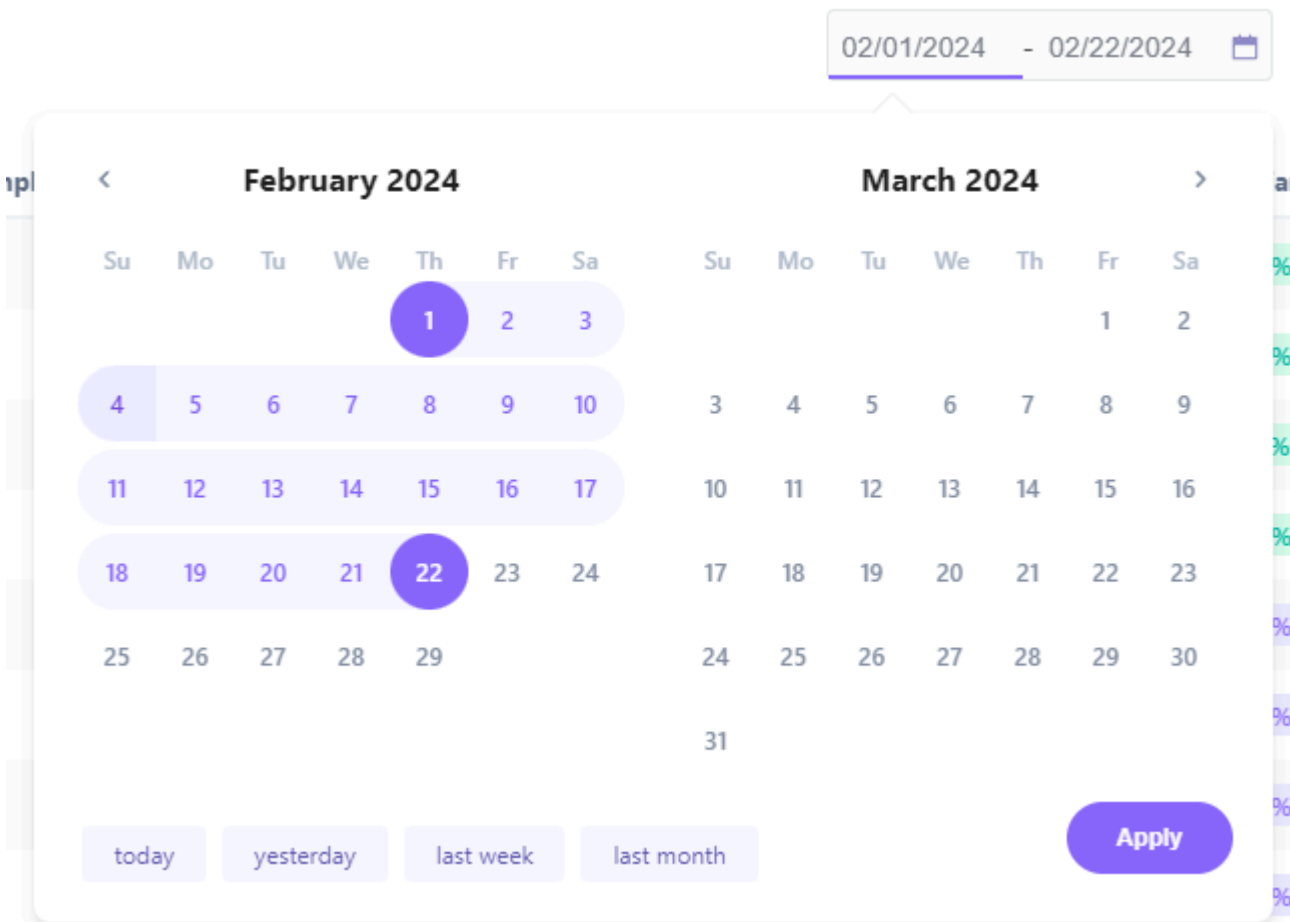 02/01/2024 - 02/22/2024
February 2024
Su Mo Tu We Th Fr Sa
1 2 3
4 5 6 7 8 9 10
11 12 13 14 15 16 17
18 19 20 21 22 23 24
25 26 27 28 29
March 2024
Su Mo Tu We Th Fr Sa
1 2
3 4 5 6 7 8 9
10 11 12 13 14 15 16
17 18 19 20 21 22 23
24 25 26 27 28 29 30
31
today yesterday last week last month
Apply
%
%
%
%
%
%
%
%